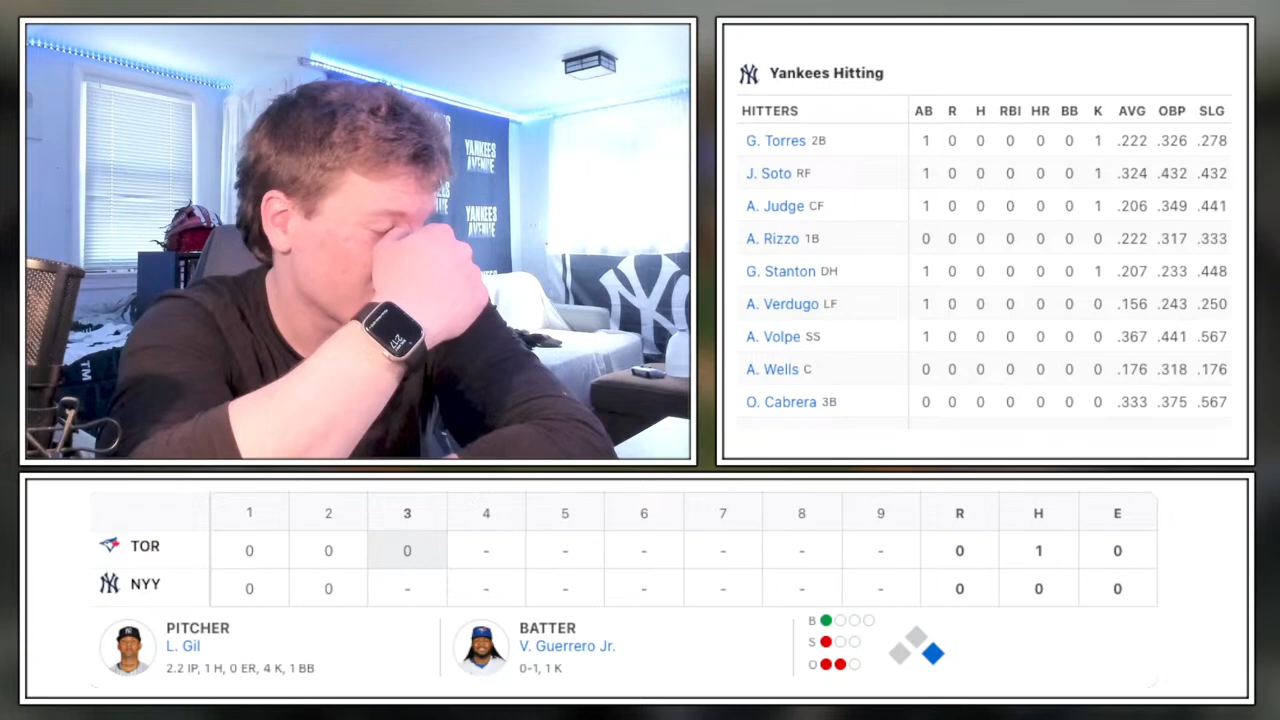 YANKEES
AVENUE
YANKEES
AVENUE
TM
Yankees Hitting
HITTERS AB R H RBI HR BB K AVG OBP SLG
G. Torres 2B 1 0 0 0 0 0 1 .222 .326 .278
J. Soto RF 1 0 0 0 0 0 1 .324 .432 .432
A. Judge CF 1 0 0 0 0 0 1 .206 .349 .441
A. Rizzo 1B 0 0 0 0 0 0 0 .222 .317 .333
G. Stanton DH 1 0 0 0 0 0 1 .207 .233 .448
A. Verdugo LF 1 0 0 0 0 0 0 .156 .243 .250
A. Volpe SS 1 0 0 0 0 0 0 .367 .441 .567
A. Wells C 0 0 0 0 0 0 0 .176 .318 .176
O. Cabrera 3B 0 0 0 0 0 0 0 .333 .375 .567
1 2 3 4 5 6 7 8 9 R H E
TOR 0 0 0 - - - - - - 0 1 0
NYY 0 0 - - - - - - - 0 0 0
PITCHER
L. Gil
2.2 IP, 1 H, 0 ER, 4 K, 1 BB
BATTER
V. Guerrero Jr.
0-1, 1 K
B
S
O